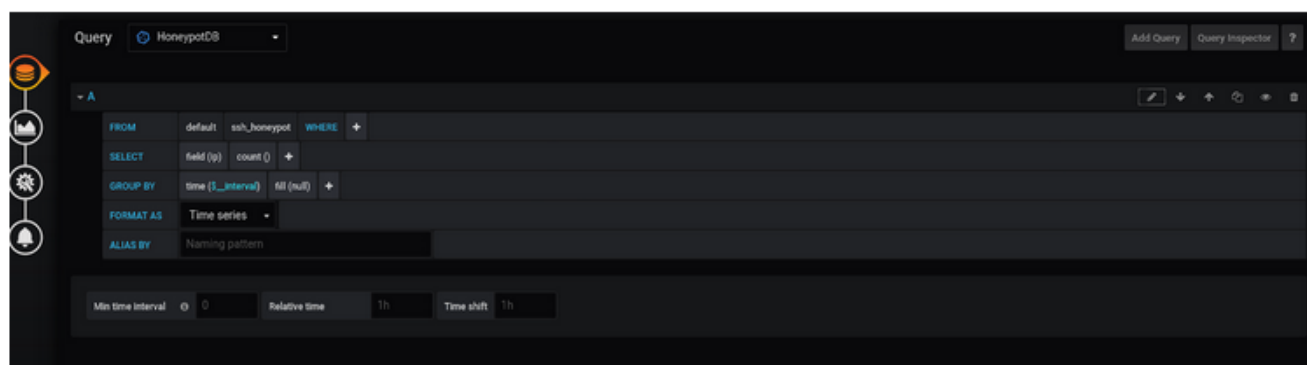 Query HoneypotDB Add Query Query Inspector ?
A
FROM default ssh_honeypot WHERE +
SELECT field (ip) count () +
GROUP BY time ($__interval) fill (null) +
FORMAT AS Time series
ALIAS BY Naming pattern
Min time interval 0 Relative time 1h Time shift 1h